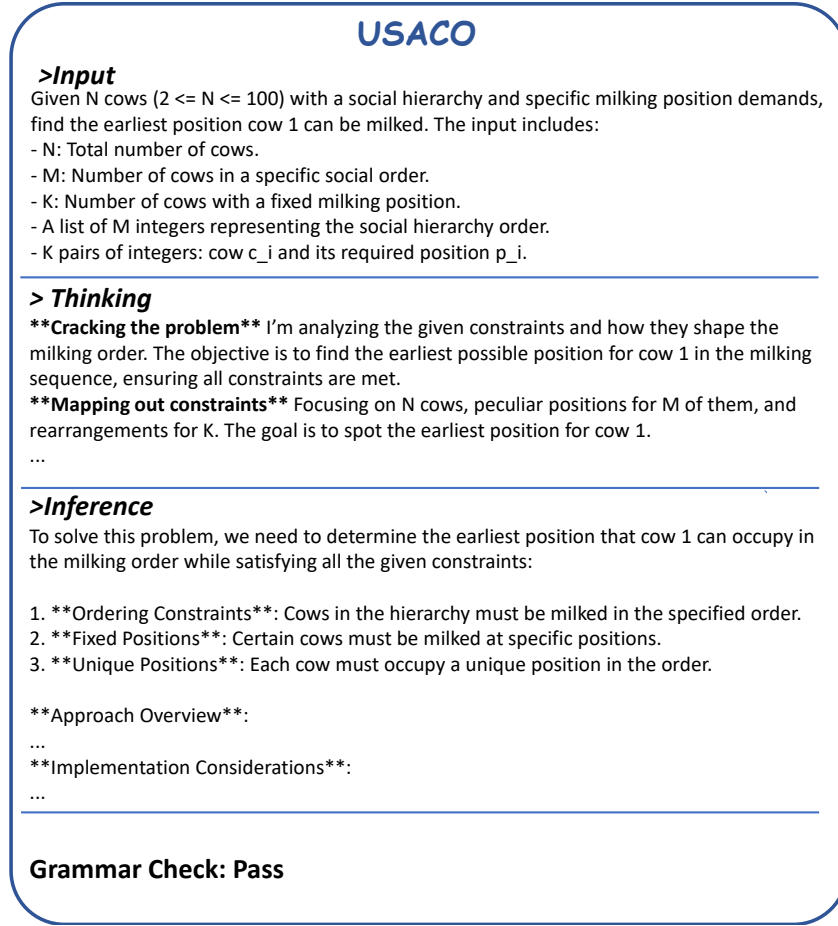 USACO
>Input
Given N cows (2 <= N <= 100) with a social hierarchy and specific milking position demands,
find the earliest position cow 1 can be milked. The input includes:
- N: Total number of cows.
- M: Number of cows in a specific social order.
- K: Number of cows with a fixed milking position.
- A list of M integers representing the social hierarchy order.
- K pairs of integers: cow c_i and its required position p_i.
> Thinking
**Cracking the problem** I’m analyzing the given constraints and how they shape the
milking order. The objective is to find the earliest possible position for cow 1 in the milking
sequence, ensuring all constraints are met.
**Mapping out constraints** Focusing on N cows, peculiar positions for M of them, and
rearrangements for K. The goal is to spot the earliest position for cow 1.
...
>Inference
To solve this problem, we need to determine the earliest position that cow 1 can occupy in
the milking order while satisfying all the given constraints:
1. **Ordering Constraints**: Cows in the hierarchy must be milked in the specified order.
2. **Fixed Positions**: Certain cows must be milked at specific positions.
3. **Unique Positions**: Each cow must occupy a unique position in the order.
**Approach Overview**:
...
**Implementation Considerations**:
...
Grammar Check: Pass